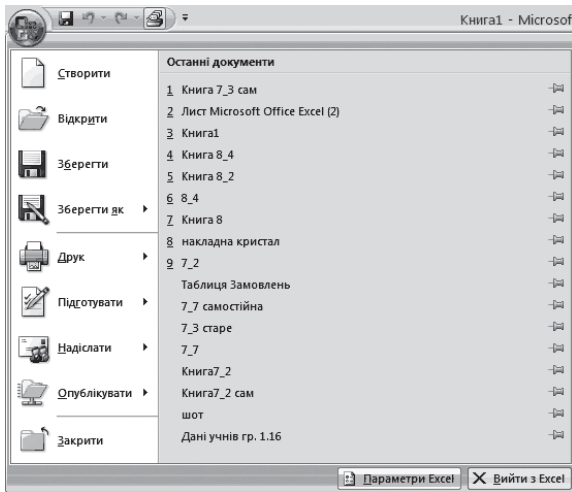 Книга1 - Microsof
Створити
Відкрити
Зберегти
Зберегти як
Друк
Підготувати
Надіслати
Опублікувати
Закрити
Останні документи
1 Книга 7_3 сам
2 Лист Microsoft Office Excel (2)
3 Книга1
4 Книга 8_4
5 Книга 8_2
6 8_4
7 Книга 8
8 накладна кристал
9 7_2
Таблиця Замовлень
7_7 самостійна
7_3 старе
7_7
Книга7_2
Книга7_2 сам
шот
Дані учнів гр. 1.16
Параметри Excel
Вийти з Excel